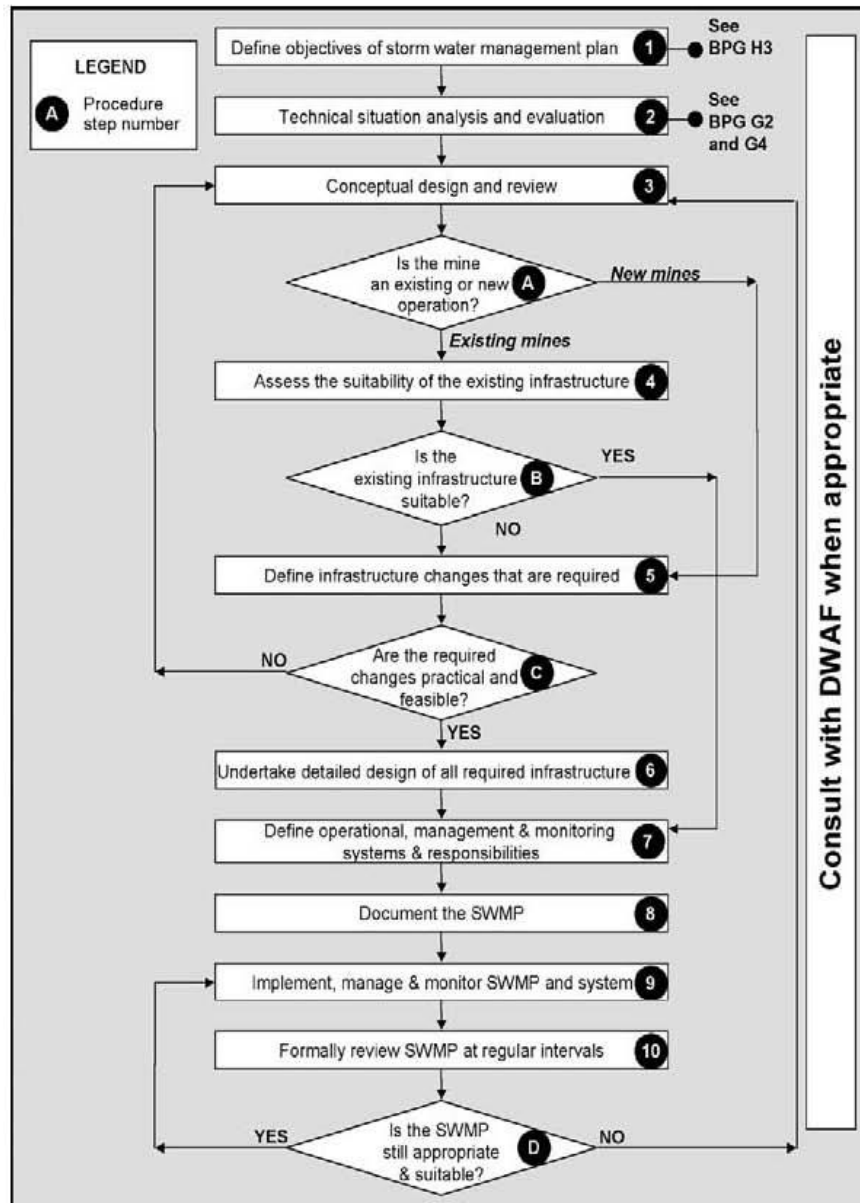 LEGEND
A
Procedure
step number
Define objectives of storm water management plan
1
See
BPG H3
Technical situation analysis and evaluation
2
See
BPG G2
and G4
Conceptual design and review
3
Is the mine
an existing or new
operation?
A
New mines
Existing mines
Assess the suitability of the existing infrastructure
4
Is the
existing infrastructure
suitable?
B
YES
NO
Define infrastructure changes that are required
5
Are the required
changes practical and
feasible?
C
NO
YES
Undertake detailed design of all required infrastructure
6
Define operational, management & monitoring
systems & responsibilities
7
Document the SWMP
8
Implement, manage & monitor SWMP and system
9
Formally review SWMP at regular intervals
10
Is the SWMP
still appropriate
& suitable?
D
YES
NO
Consult with DWAF when appropriate